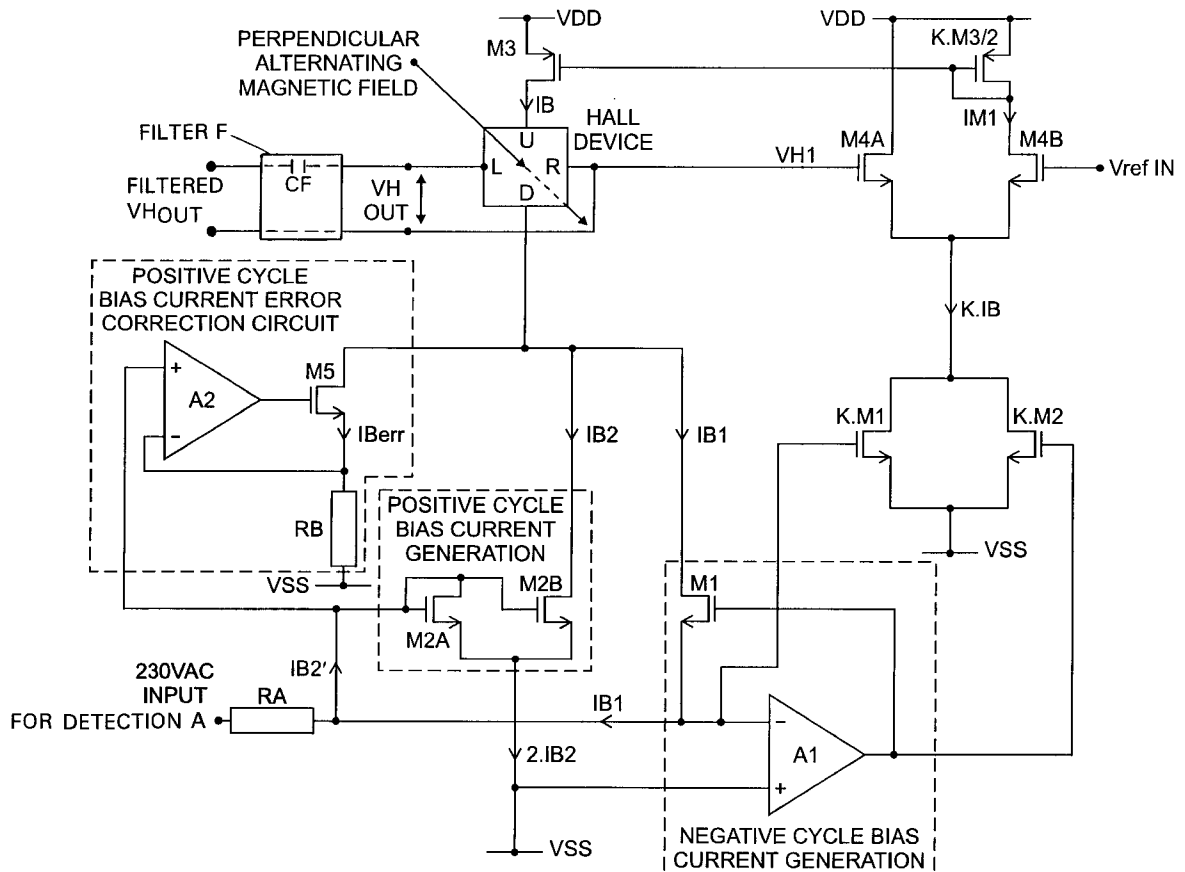 VDD
VDD
PERPENDICULAR
ALTERNATING
MAGNETIC FIELD
M3
K.M3/2
IB
IM1
HALL
DEVICE
FILTER F
U
L
R
D
CF
FILTERED
VHOUT
VH
OUT
VH1
M4A
M4B
Vref IN
POSITIVE CYCLE
BIAS CURRENT ERROR
CORRECTION CIRCUIT
K.IB
+
A2
−
M5
IBerr
IB2
IB1
K.M1
K.M2
RB
POSITIVE CYCLE
BIAS CURRENT
GENERATION
VSS
VSS
M2A
M2B
M1
230VAC
INPUT
FOR DETECTION A
RA
IB2'
IB1
−
A1
+
2.IB2
VSS
NEGATIVE CYCLE BIAS
CURRENT GENERATION